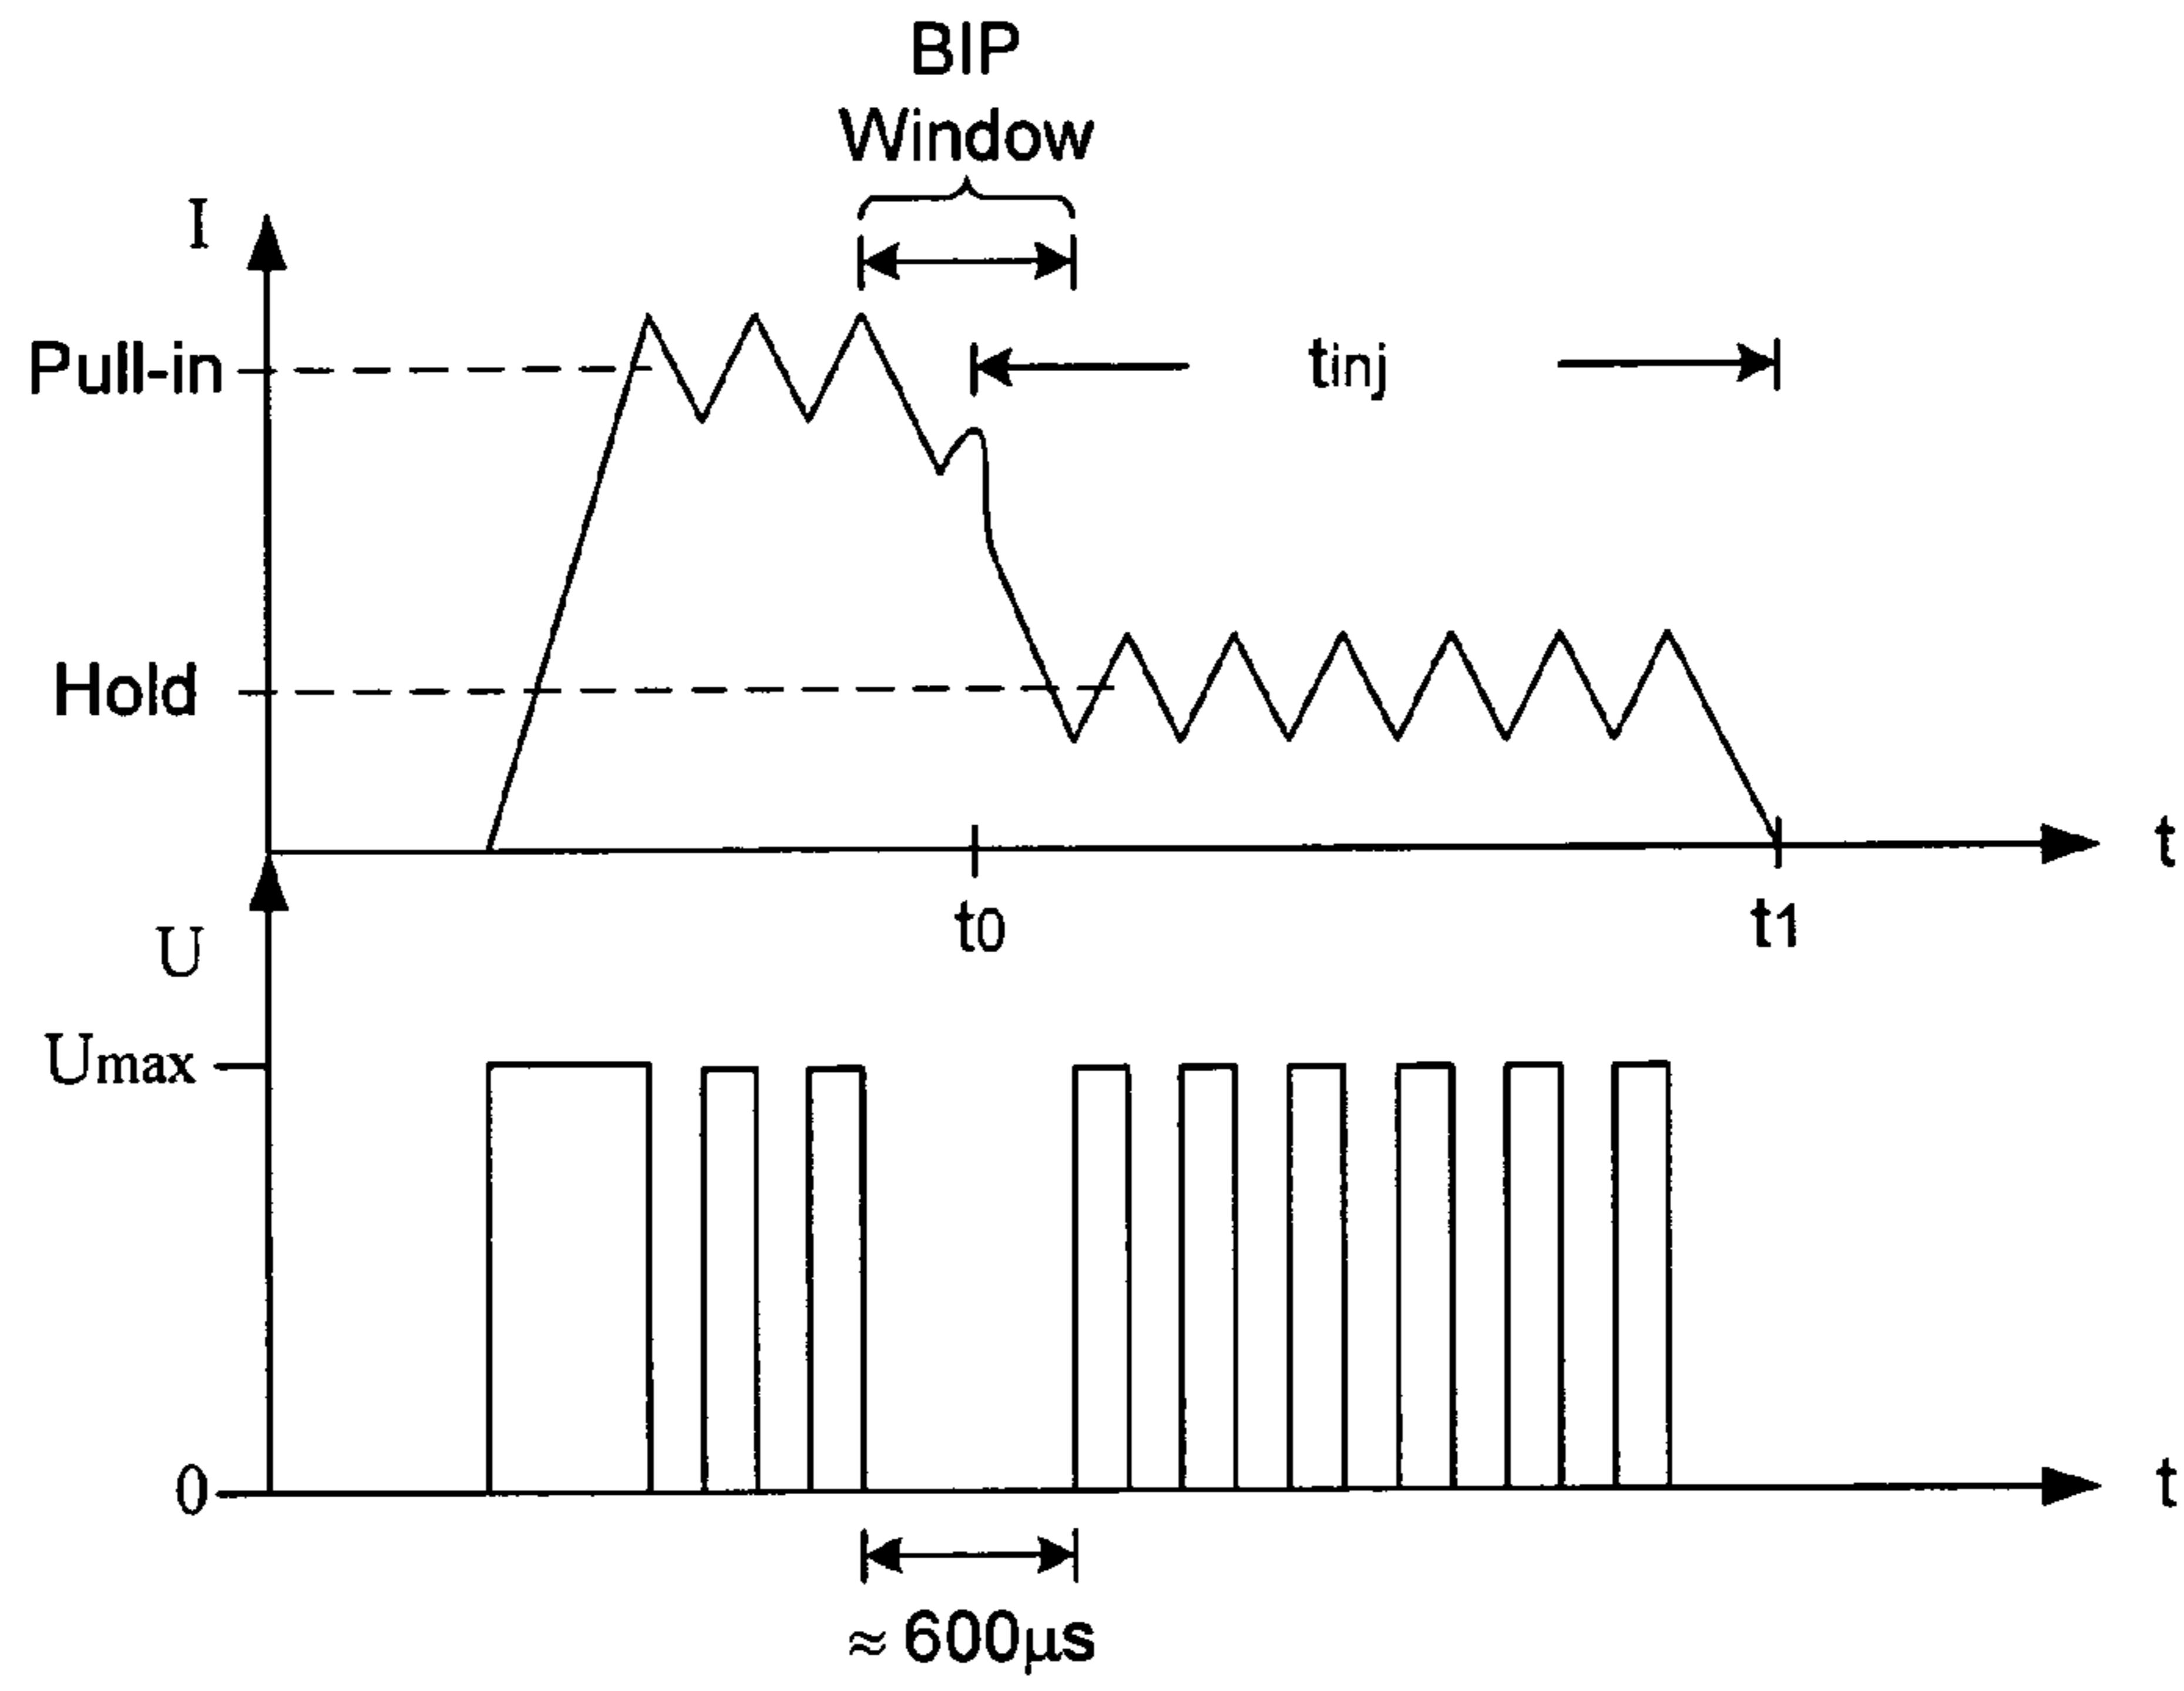 BIP
Window
I
Pull-in
tinj
Hold
t
t0
t1
U
Umax
0
t
≈ 600µs